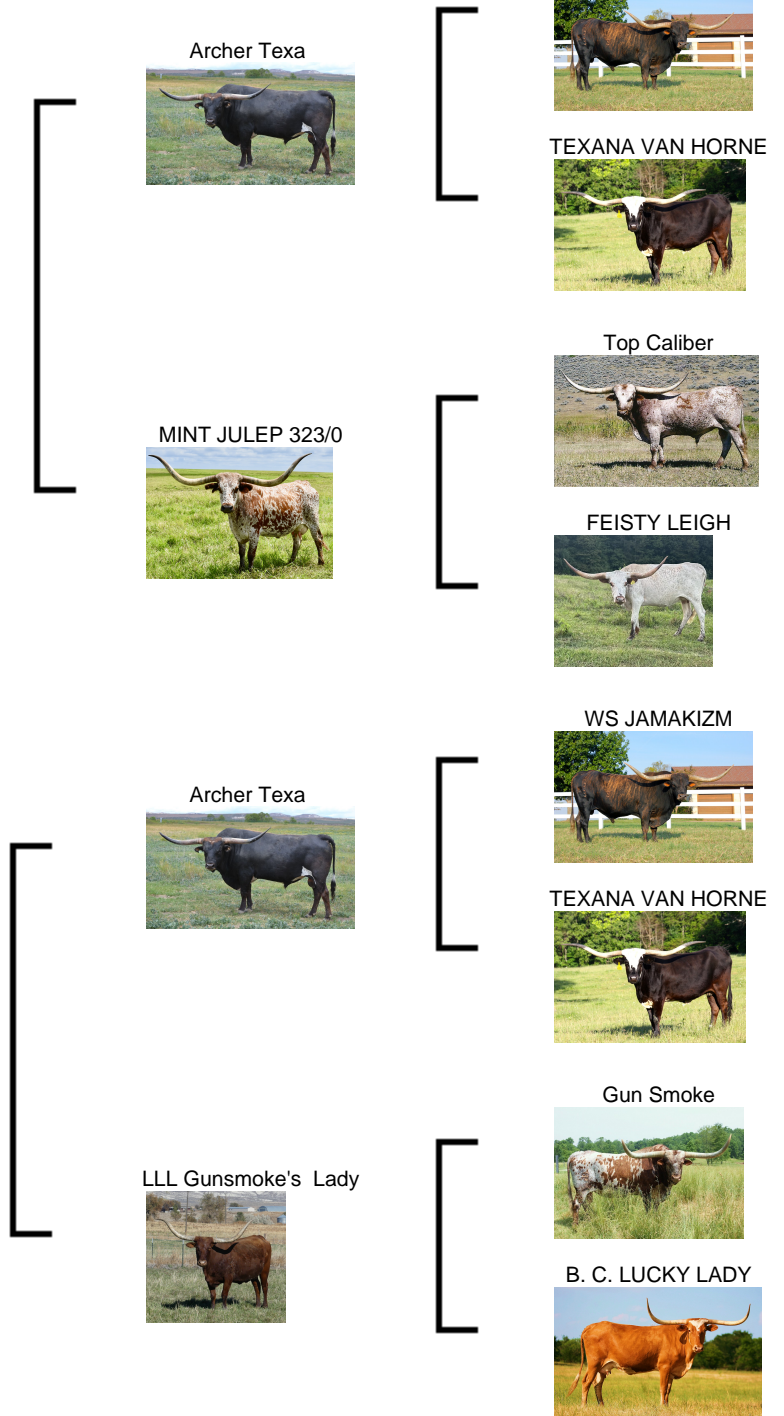 Archer Texa
TEXANA VAN HORNE
Top Caliber
MINT JULEP 323/0
FEISTY LEIGH
WS JAMAKIZM
Archer Texa
TEXANA VAN HORNE
Gun Smoke
LLL Gunsmoke's  Lady
B. C. LUCKY LADY